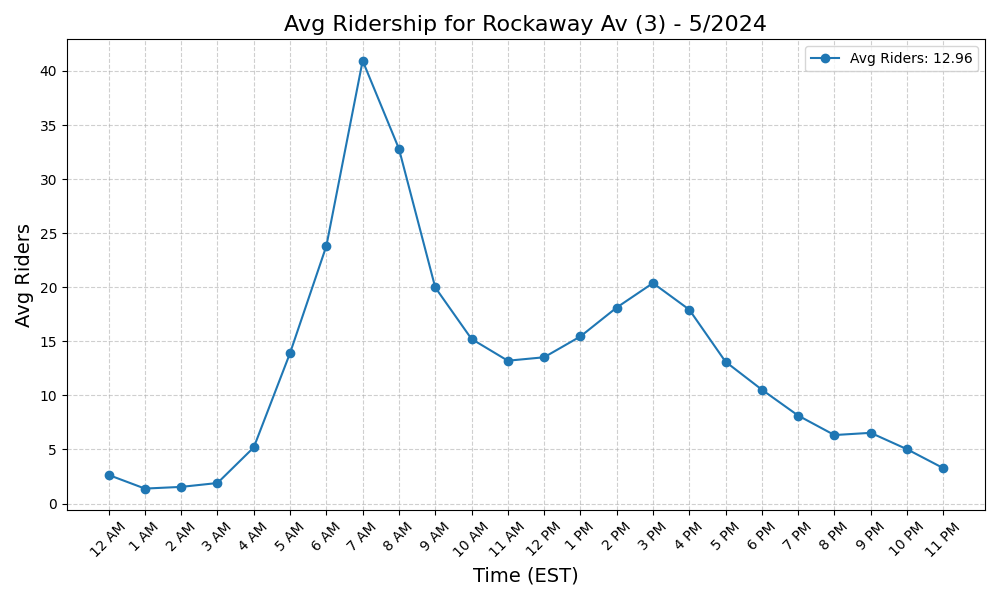 Avg Ridership for Rockaway Av (3) - 5/2024
Avg Riders: 12.96
Avg Riders
40
35
30
25
20
15
10
5
0
12 AM
1 AM
2 AM
3 AM
4 AM
5 AM
6 AM
7 AM
8 AM
9 AM
10 AM
11 AM
12 PM
1 PM
2 PM
3 PM
4 PM
5 PM
6 PM
7 PM
8 PM
9 PM
10 PM
11 PM
Time (EST)